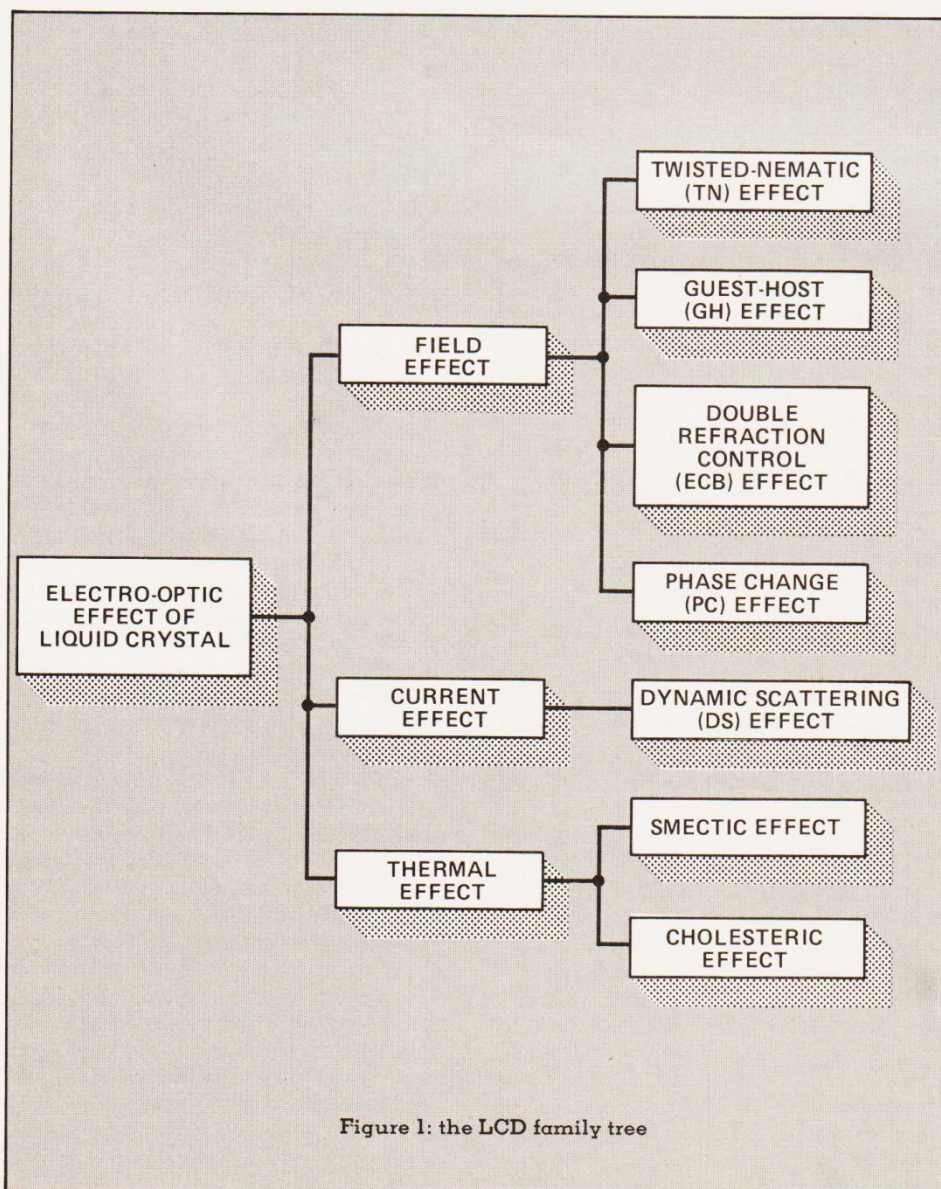 TWISTED-NEMATIC
(TN) EFFECT
GUEST-HOST
(GH) EFFECT
FIELD
EFFECT
DOUBLE
REFRACTION
CONTROL
(ECB) EFFECT
PHASE CHANGE
(PC) EFFECT
ELECTRO-OPTIC
EFFECT OF
LIQUID CRYSTAL
CURRENT
EFFECT
DYNAMIC SCATTERING
(DS) EFFECT
THERMAL
EFFECT
SMECTIC EFFECT
CHOLESTERIC
EFFECT
Figure 1: the LCD family tree